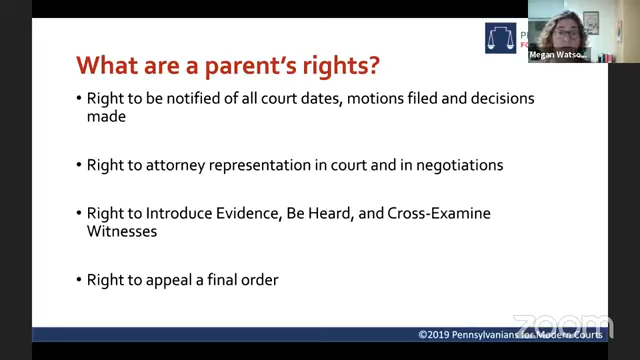 What are a parent's rights?
• Right to be notified of all court dates, motions filed and decisions
made
• Right to attorney representation in court and in negotiations
• Right to Introduce Evidence, Be Heard, and Cross-Examine
Witnesses
• Right to appeal a final order
P
FO
Megan Watso...
zoom
©2019 Pennsylvanians for Modern Courts